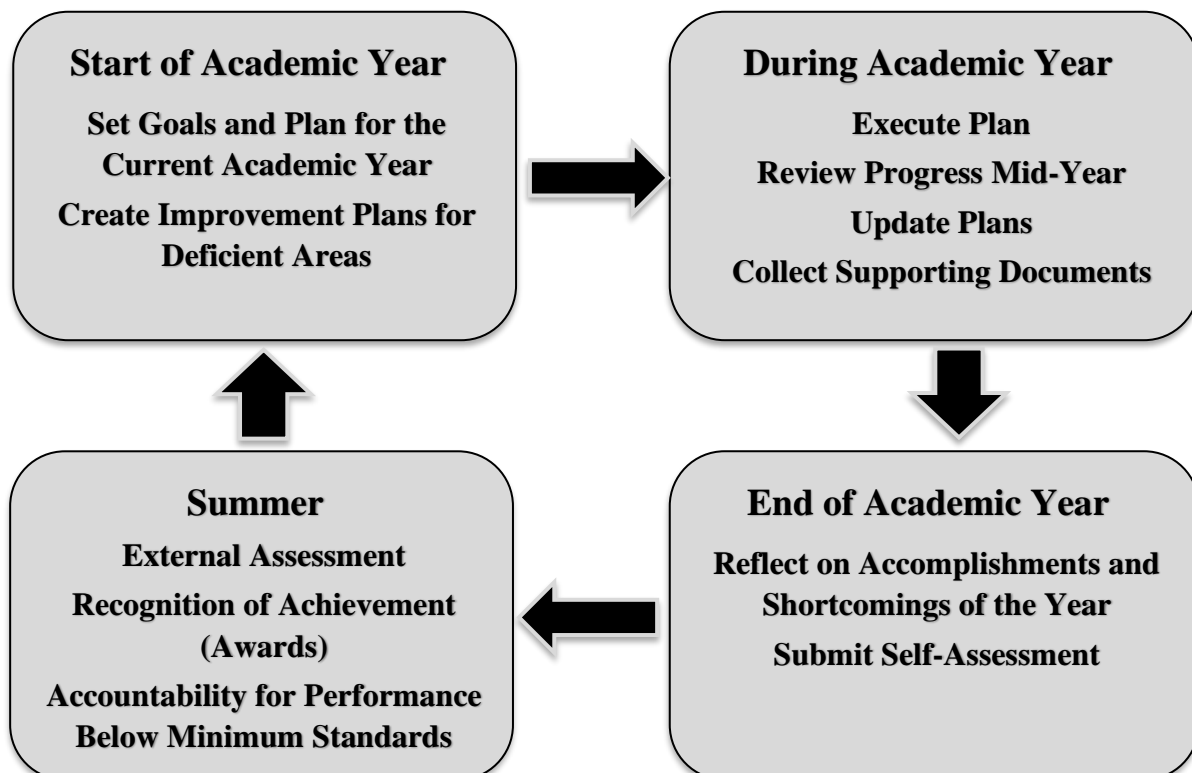 Start of Academic Year
Set Goals and Plan for the
Current Academic Year
Create Improvement Plans for
Deficient Areas
During Academic Year
Execute Plan
Review Progress Mid-Year
Update Plans
Collect Supporting Documents
Summer
External Assessment
Recognition of Achievement
(Awards)
Accountability for Performance
Below Minimum Standards
End of Academic Year
Reflect on Accomplishments and
Shortcomings of the Year
Submit Self-Assessment